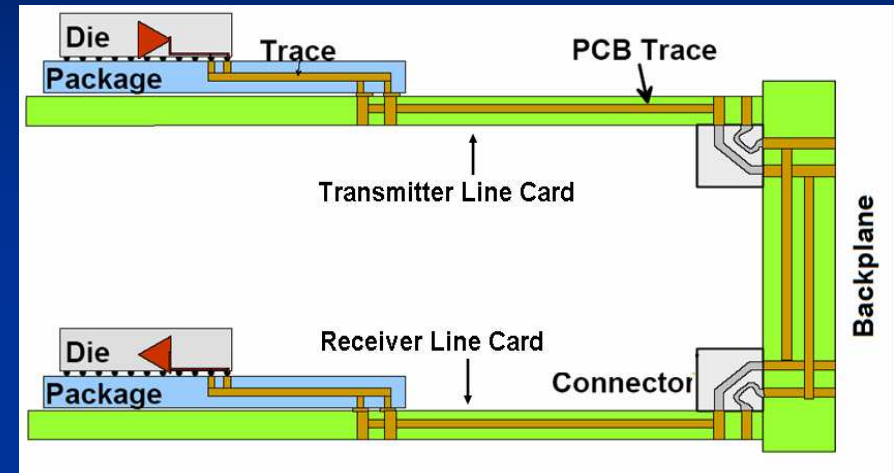 Die
Trace
PCB Trace
Package
Transmitter Line Card
Backplane
Receiver Line Card
Die
Connector
Package